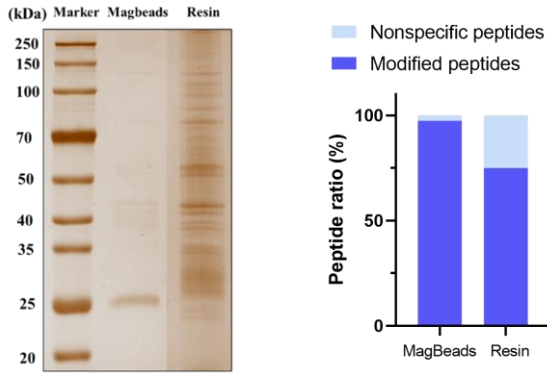 (kDa) Marker Magbeads Resin
250
150
100
70
50
40
35
25
20
Nonspecific peptides
Modified peptides
Peptide ratio (%)
100
50
0
MagBeads Resin